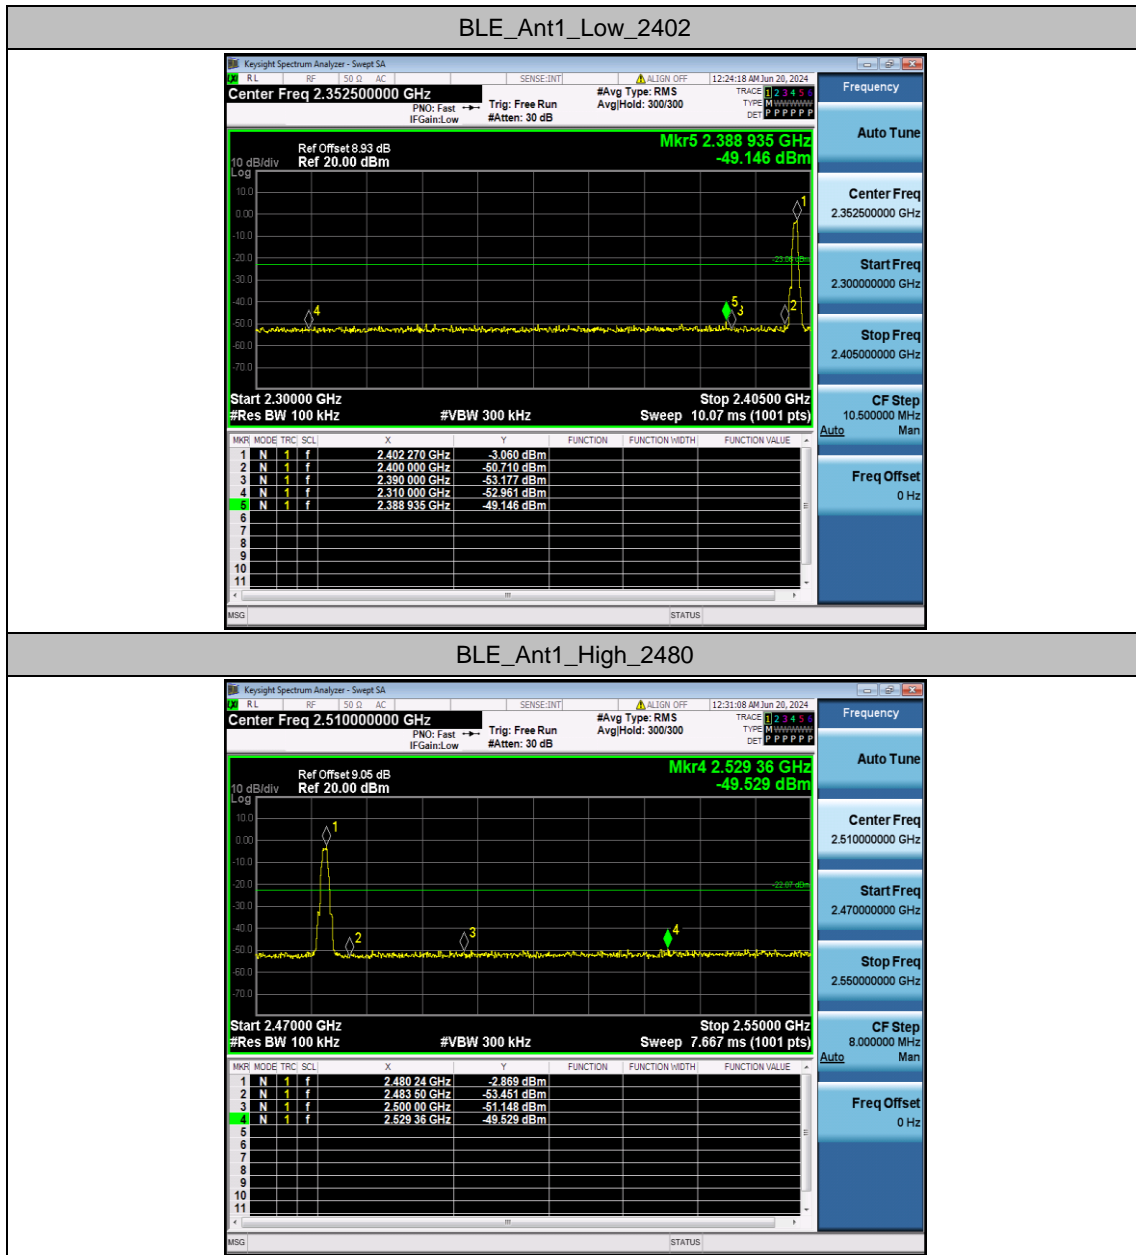 BLE_Ant1_Low_2402
Keysight Spectrum Analyzer - Swept SA
RL RF 50 Ω AC SENSE:INT ALIGN OFF 12:24:18 AM Jun 20, 2024
Center Freq 2.352500000 GHz #Avg Type: RMS TRACE 1 2 3 4 5 6
PNO: Fast Trig: Free Run Avg|Hold: 300/300 TYPE M WWWWW
IFGain:Low #Atten: 30 dB DET P P P P P P
Frequency
Mkr5 2.388 935 GHz
Ref Offset 8.93 dB
10 dB/div Ref 20.00 dBm -49.146 dBm
Log
10.0
0.00
-10.0
-20.0
-30.0
-40.0
-50.0
-60.0
-70.0
1
2
3
4
5
Start 2.30000 GHz Stop 2.40500 GHz
#Res BW 100 kHz #VBW 300 kHz Sweep 10.07 ms (1001 pts)
MKR MODE TRC SCL X Y FUNCTION FUNCTION WIDTH FUNCTION VALUE
1 N 1 f 2.402 270 GHz -3.060 dBm
2 N 1 f 2.400 000 GHz -50.710 dBm
3 N 1 f 2.390 000 GHz -53.177 dBm
4 N 1 f 2.310 000 GHz -52.961 dBm
5 N 1 f 2.388 935 GHz -49.146 dBm
6
7
8
9
10
11
MSG STATUS
Auto Tune
Center Freq
2.352500000 GHz
Start Freq
2.300000000 GHz
Stop Freq
2.405000000 GHz
CF Step
10.500000 MHz
Auto Man
Freq Offset
0 Hz
BLE_Ant1_High_2480
Keysight Spectrum Analyzer - Swept SA
RL RF 50 Ω AC SENSE:INT ALIGN OFF 12:31:08 AM Jun 20, 2024
Center Freq 2.510000000 GHz #Avg Type: RMS TRACE 1 2 3 4 5 6
PNO: Fast Trig: Free Run Avg|Hold: 300/300 TYPE M WWWWW
IFGain:Low #Atten: 30 dB DET P P P P P P
Frequency
Mkr4 2.529 36 GHz
Ref Offset 9.05 dB
10 dB/div Ref 20.00 dBm -49.529 dBm
Log
10.0
0.00
-10.0
-20.0
-30.0
-40.0
-50.0
-60.0
-70.0
-22.87 dBm
1
2
3
4
Start 2.47000 GHz Stop 2.55000 GHz
#Res BW 100 kHz #VBW 300 kHz Sweep 7.667 ms (1001 pts)
MKR MODE TRC SCL X Y FUNCTION FUNCTION WIDTH FUNCTION VALUE
1 N 1 f 2.480 24 GHz -2.869 dBm
2 N 1 f 2.483 50 GHz -53.451 dBm
3 N 1 f 2.500 00 GHz -51.148 dBm
4 N 1 f 2.529 36 GHz -49.529 dBm
5
6
7
8
9
10
11
MSG STATUS
Auto Tune
Center Freq
2.510000000 GHz
Start Freq
2.470000000 GHz
Stop Freq
2.550000000 GHz
CF Step
8.000000 MHz
Auto Man
Freq Offset
0 Hz